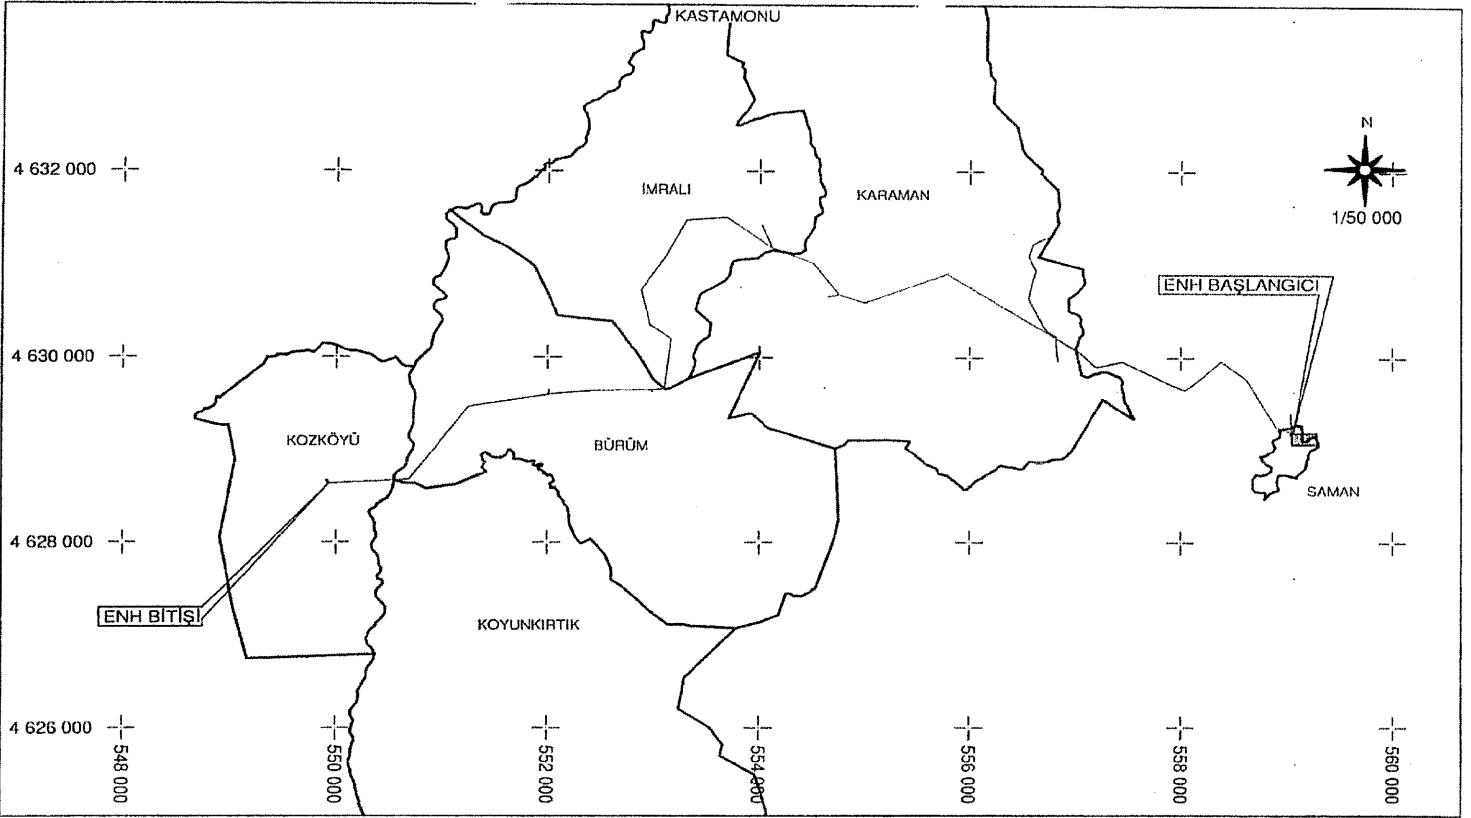 KASTAMONU
N
4 632 000
İMRALI
KARAMAN
1/50 000
ENH BAŞLANGICI
4 630 000
KOZKÖYÜ
BÜRÜM
SAMAN
4 628 000
ENH BİTİŞİ
KOYUNKIRTIK
4 626 000
548 000
550 000
552 000
554 000
556 000
558 000
560 000